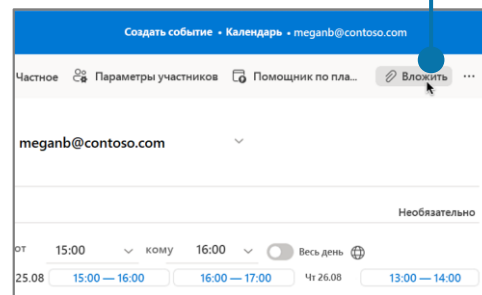 Создать событие • Календарь • meganb@contoso.com
Частное Параметры участников Помощник по пла... Вложить ...
meganb@contoso.com
Необязательно
от 15:00 кому 16:00 Весь день
25.08 15:00 — 16:00 16:00 — 17:00 Чт 26.08 13:00 — 14:00